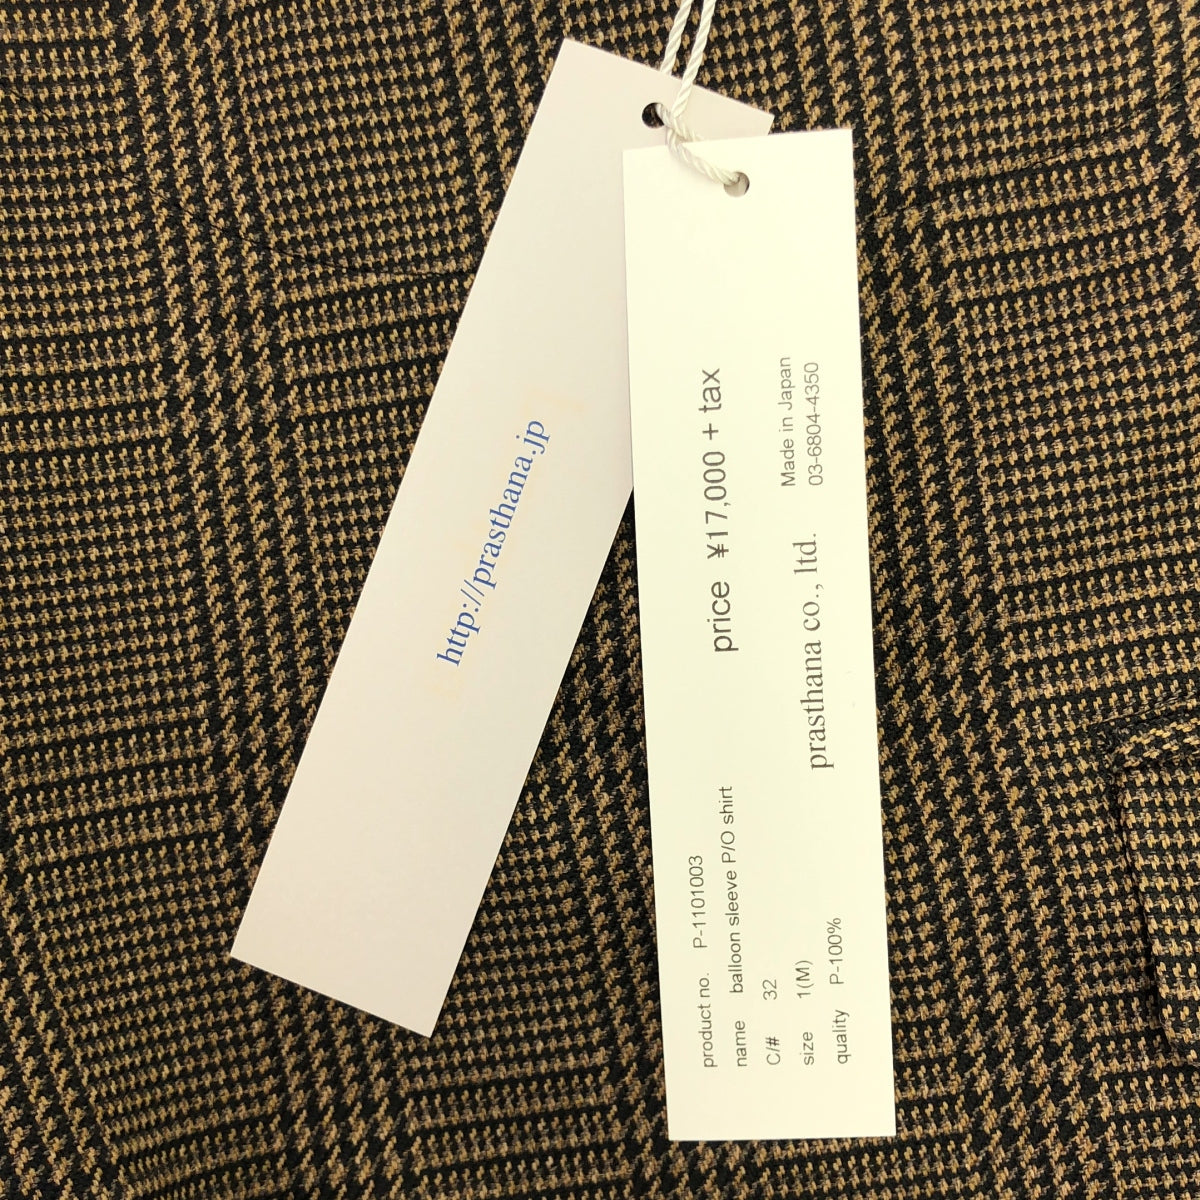 http://prasthana.jp
product no. P-1101003
name balloon sleeve P/O shirt
C/# 32
size 1(M)
quality P-100%
price ¥17,000 + tax
prasthana co., ltd.
Made in Japan
03-6804-4350